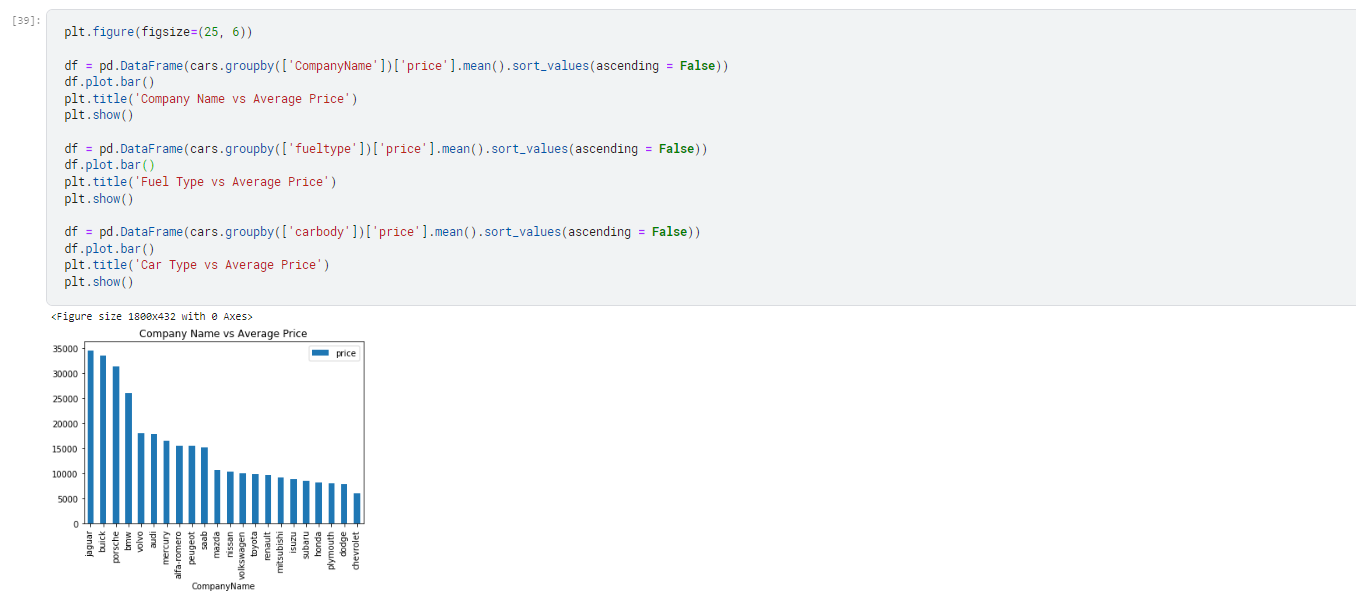 [39]:
plt.figure(figsize=(25, 6))
df = pd.DataFrame(cars.groupby(['CompanyName'])['price'].mean().sort_values(ascending = False))
df.plot.bar()
plt.title('Company Name vs Average Price')
plt.show()
df = pd.DataFrame(cars.groupby(['fueltype'])['price'].mean().sort_values(ascending = False))
df.plot.bar()
plt.title('Fuel Type vs Average Price')
plt.show()
df = pd.DataFrame(cars.groupby(['carbody'])['price'].mean().sort_values(ascending = False))
df.plot.bar()
plt.title('Car Type vs Average Price')
plt.show()
<Figure size 1800x432 with 0 Axes>
Company Name vs Average Price
price
35000
30000
25000
20000
15000
10000
5000
0
jaguar
buick
porsche
bmw
volvo
audi
mercury
alfa-romero
peugeot
saab
mazda
nissan
volkswagen
toyota
renault
mitsubishi
isuzu
subaru
honda
plymouth
dodge
chevrolet
CompanyName